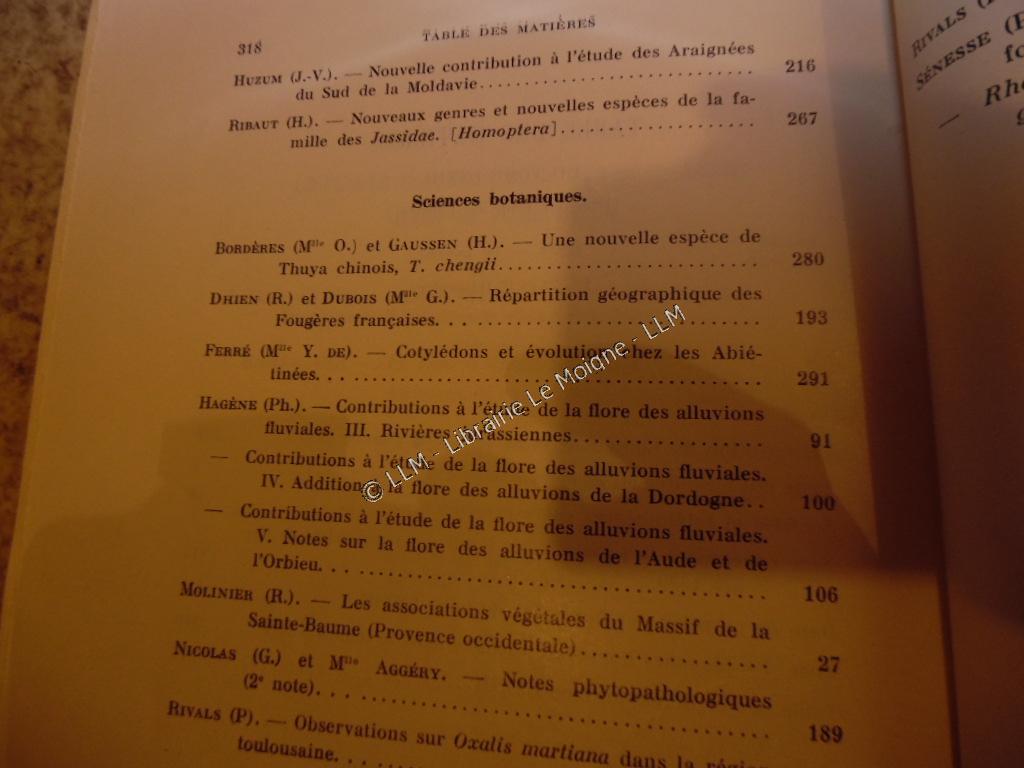 318
TABLE DES MATIÈRES
HUZUM (J.-V.). — Nouvelle contribution à l'étude des Araignées
du Sud de la Moldavie............................ 216
RIBAUT (H.). — Nouveaux genres et nouvelles espèces de la fa-
mille des Jassidae. [Homoptera].................... 267
Sciences botaniques.
BORDÈRES (Mlle O.) et GAUSSEN (H.). — Une nouvelle espèce de
Thuya chinois, T. chengii........................... 280
DHIEN (R.) et DUBOIS (Mlle G.). — Répartition géographique des
Fougères françaises................................. 193
FERRÉ (Mlle Y. DE). — Cotylédons et évolution chez les Abié-
tinées............................................. 291
HAGÈNE (Ph.). — Contributions à l'étude de la flore des alluvions
fluviales. III. Rivières jurassiennes.................. 91
— Contributions à l'étude de la flore des alluvions fluviales.
IV. Addition à la flore des alluvions de la Dordogne.. 100
— Contributions à l'étude de la flore des alluvions fluviales.
V. Notes sur la flore des alluvions de l'Aude et de
l'Orbieu............................................ 106
MOLINIER (R.). — Les associations végétales du Massif de la
Sainte-Baume (Provence occidentale)................. 27
NICOLAS (G.) et Mlle AGGÉRY. — Notes phytopathologiques
(2e note)........................................... 189
RIVALS (P). — Observations sur Oxalis martiana dans la région
toulousaine...
© LLM - Librairie Le Moigne - LLM
RIVALS
SÉNESSE
fo
—